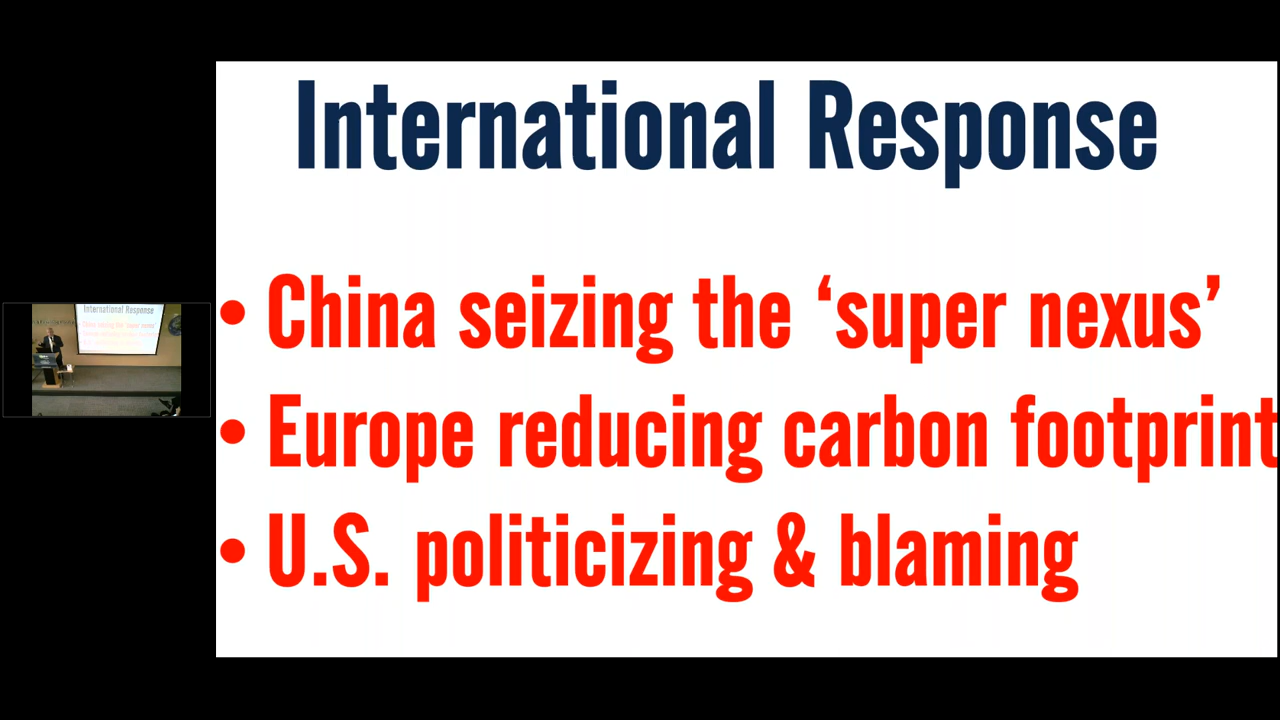 International Response
• China seizing the ‘super nexus’
• Europe reducing carbon footprint
• U.S. politicizing & blaming
International Response